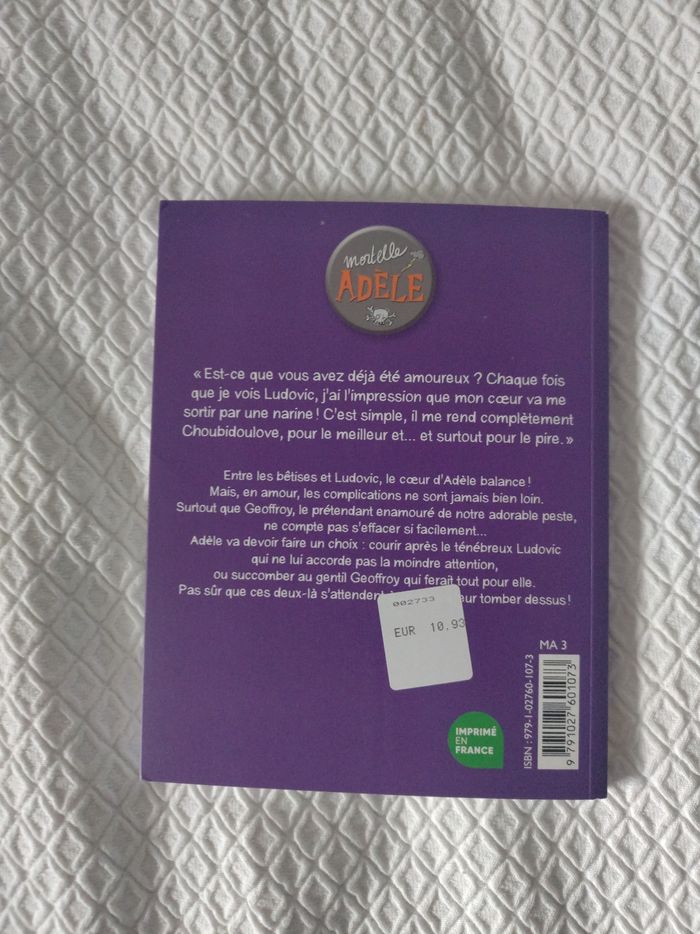 mortelle
ADÈLE
« Est-ce que vous avez déjà été amoureux ? Chaque fois
que je vois Ludovic, j'ai l'impression que mon cœur va me
sortir par une narine ! C'est simple, il me rend complètement
Choubidoulove, pour le meilleur et... et surtout pour le pire. »
Entre les bêtises et Ludovic, le cœur d'Adèle balance !
Mais, en amour, les complications ne sont jamais bien loin.
Surtout que Geoffroy, le prétendant enamouré de notre adorable peste,
ne compte pas s'effacer si facilement...
Adèle va devoir faire un choix : courir après le ténébreux Ludovic
qui ne lui accorde pas la moindre attention,
ou succomber au gentil Geoffroy qui ferait tout pour elle.
Pas sûr que ces deux-là s'attendent tomber dessus !
002733
EUR 10,93
MA 3
ISBN : 979-1-02760-107-3
9 791027 601073
IMPRIMÉ
EN
FRANCE